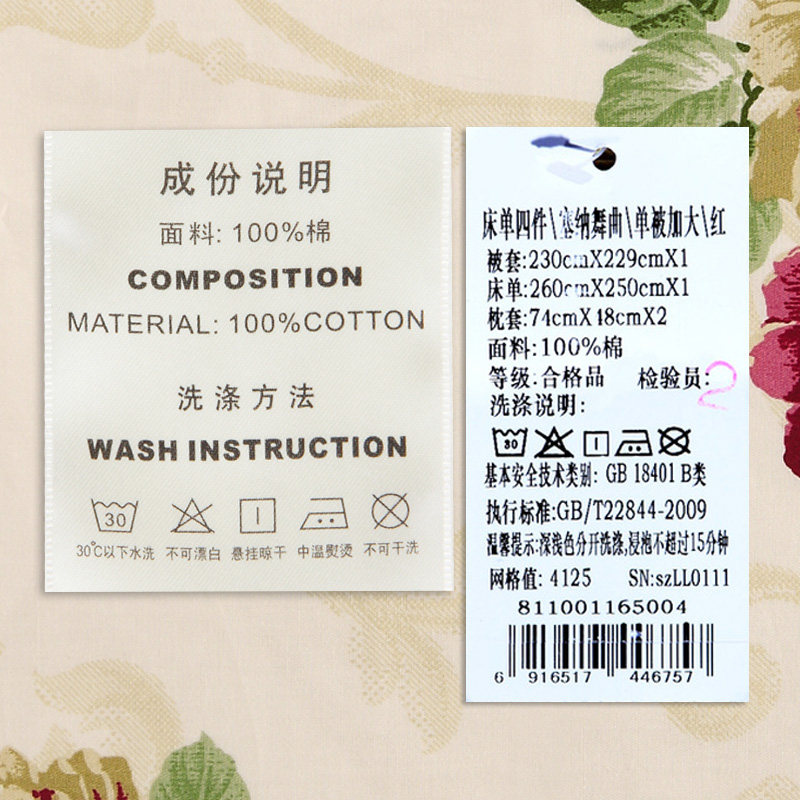 成份说明
面料: 100%棉
COMPOSITION
MATERIAL: 100%COTTON
洗涤方法
WASH INSTRUCTION
30
30℃以下水洗 不可漂白 悬挂晾干 中温熨烫 不可干洗
床单四件\塞纳舞曲\单被加大\红
被套:230cmX229cmX1
床单:260cmX250cmX1
枕套:74cmX48cmX2
面料:100%棉
等级:合格品 检验员:2
洗涤说明:
30
基本安全技术类别: GB 18401 B类
执行标准:GB/T22844-2009
温馨提示:深浅色分开洗涤,浸泡不超过15分钟
网格值: 4125 SN:szLL0111
811001165004
6 916517 446757